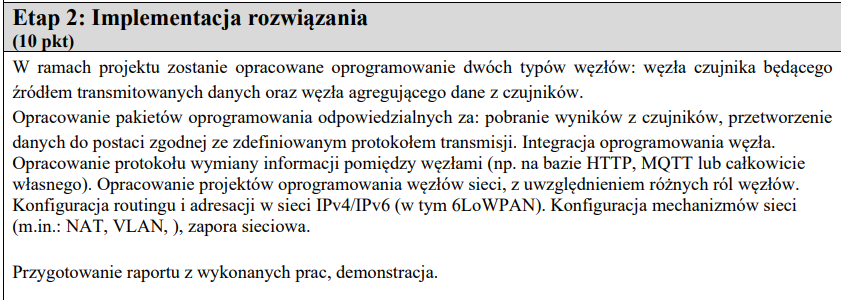 Etap 2: Implementacja rozwiązania
(10 pkt)
W ramach projektu zostanie opracowane oprogramowanie dwóch typów węzłów: węzła czujnika będącego
źródłem transmitowanych danych oraz węzła agregującego dane z czujników.
Opracowanie pakietów oprogramowania odpowiedzialnych za: pobranie wyników z czujników, przetworzenie
danych do postaci zgodnej ze zdefiniowanym protokołem transmisji. Integracja oprogramowania węzła.
Opracowanie protokołu wymiany informacji pomiędzy węzłami (np. na bazie HTTP, MQTT lub całkowicie
własnego). Opracowanie projektów oprogramowania węzłów sieci, z uwzględnieniem różnych ról węzłów.
Konfiguracja routingu i adresacji w sieci IPv4/IPv6 (w tym 6LoWPAN). Konfiguracja mechanizmów sieci
(m.in.: NAT, VLAN, ), zapora sieciowa.
Przygotowanie raportu z wykonanych prac, demonstracja.